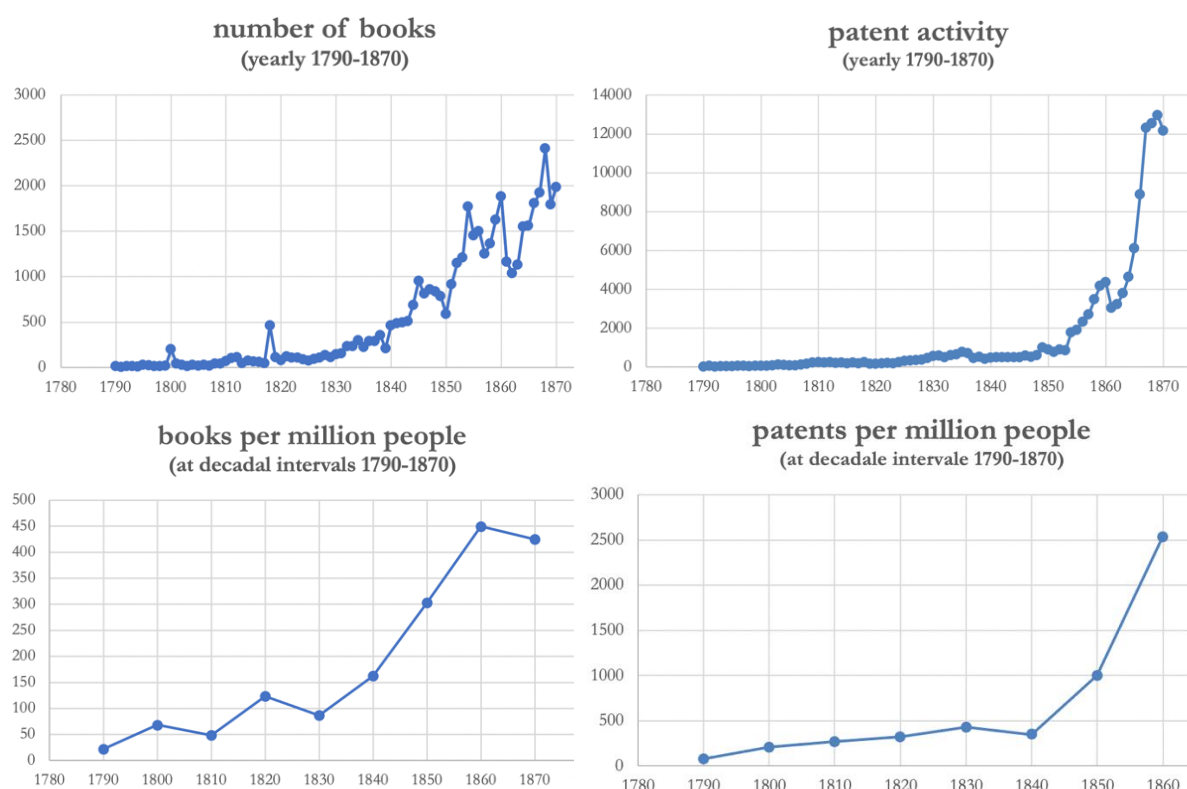 number of books
(yearly 1790-1870)
3000
2500
2000
1500
1000
500
0
1780 1790 1800 1810 1820 1830 1840 1850 1860 1870
patent activity
(yearly 1790-1870)
14000
12000
10000
8000
6000
4000
2000
0
1780 1790 1800 1810 1820 1830 1840 1850 1860 1870
books per million people
(at decadal intervals 1790-1870)
500
450
400
350
300
250
200
150
100
50
0
1780 1790 1800 1810 1820 1830 1840 1850 1860 1870
patents per million people
(at decadale intervale 1790-1870)
3000
2500
2000
1500
1000
500
0
1780 1790 1800 1810 1820 1830 1840 1850 1860